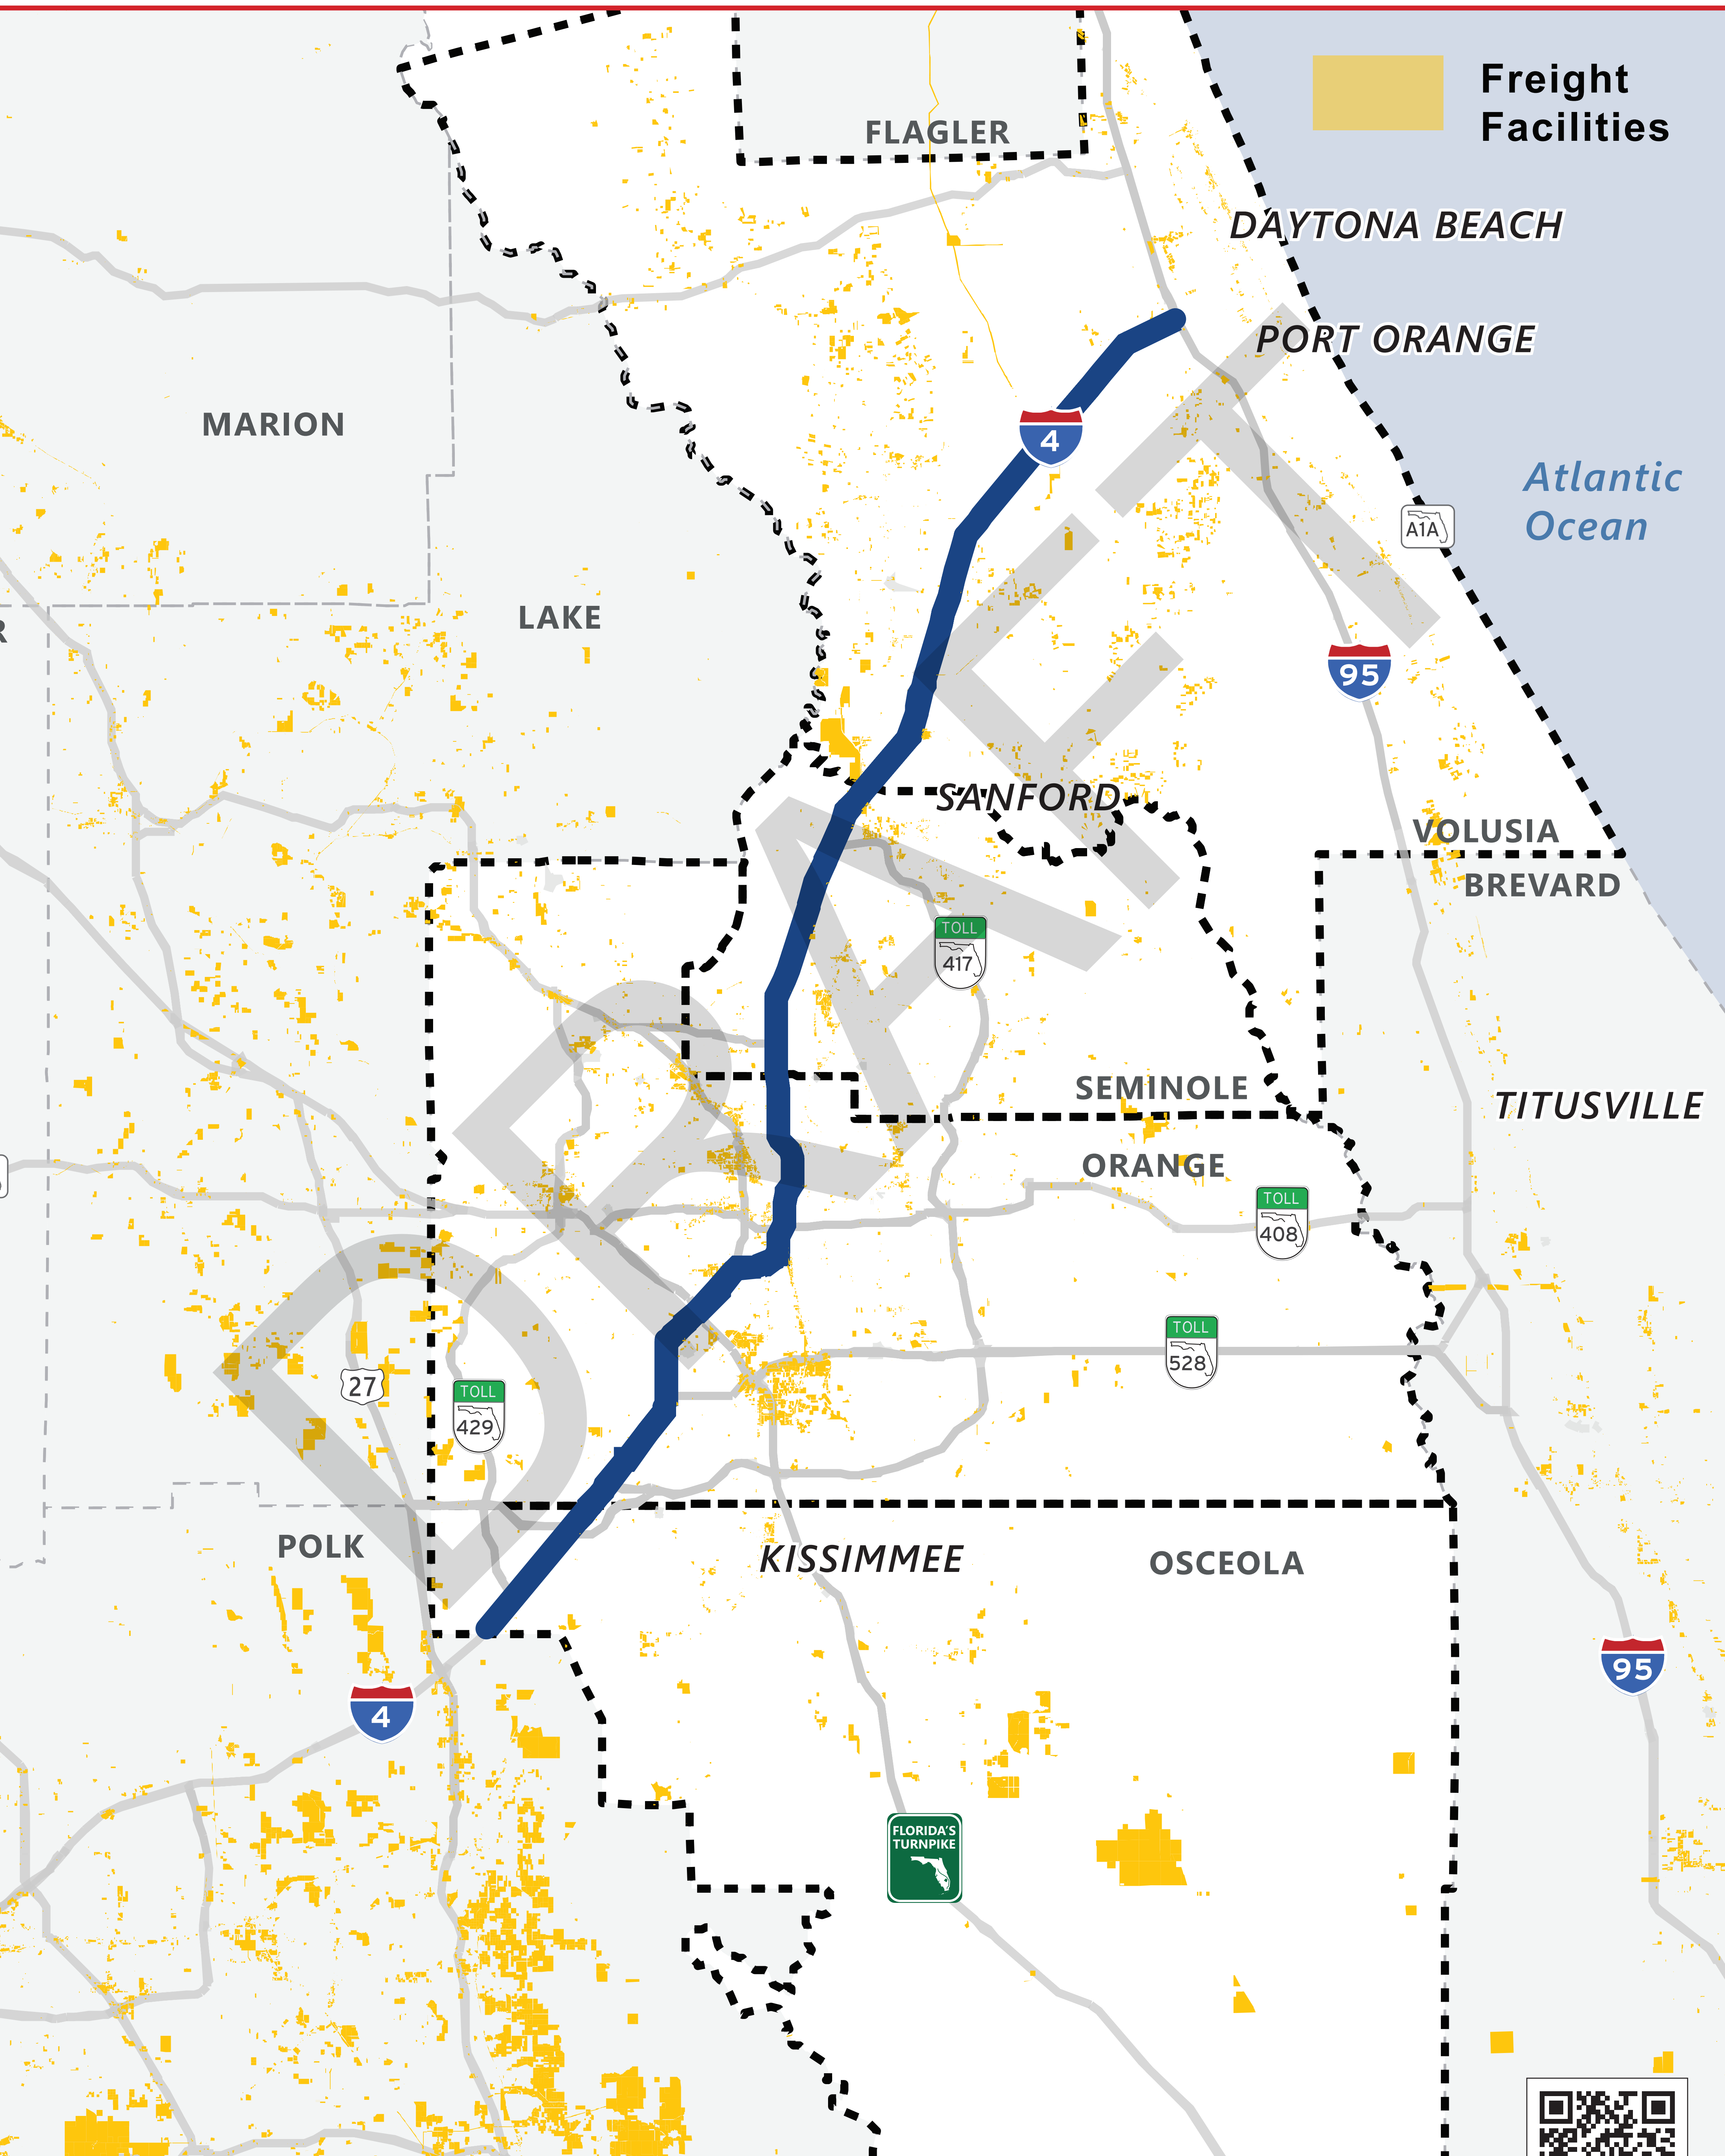 Freight
Facilities
FLAGLER
DAYTONA BEACH
PORT ORANGE
MARION
4
Atlantic
Ocean
A1A
LAKE
95
SANFORD
VOLUSIA
BREVARD
TOLL
417
SEMINOLE
TITUSVILLE
ORANGE
TOLL
408
TOLL
528
27
TOLL
429
POLK
KISSIMMEE
OSCEOLA
95
4
FLORIDA'S
TURNPIKE
DRAFT